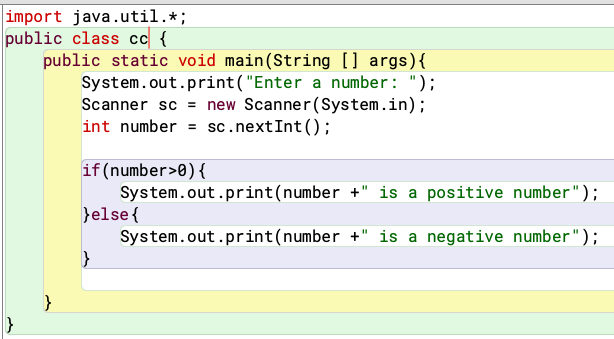 import java.util.*;
public class cc {
    public static void main(String [] args){
        System.out.print("Enter a number: ");
        Scanner sc = new Scanner(System.in);
        int number = sc.nextInt();

        if(number>0){
            System.out.print(number +" is a positive number");
        }else{
            System.out.print(number +" is a negative number");
        }

    }
}